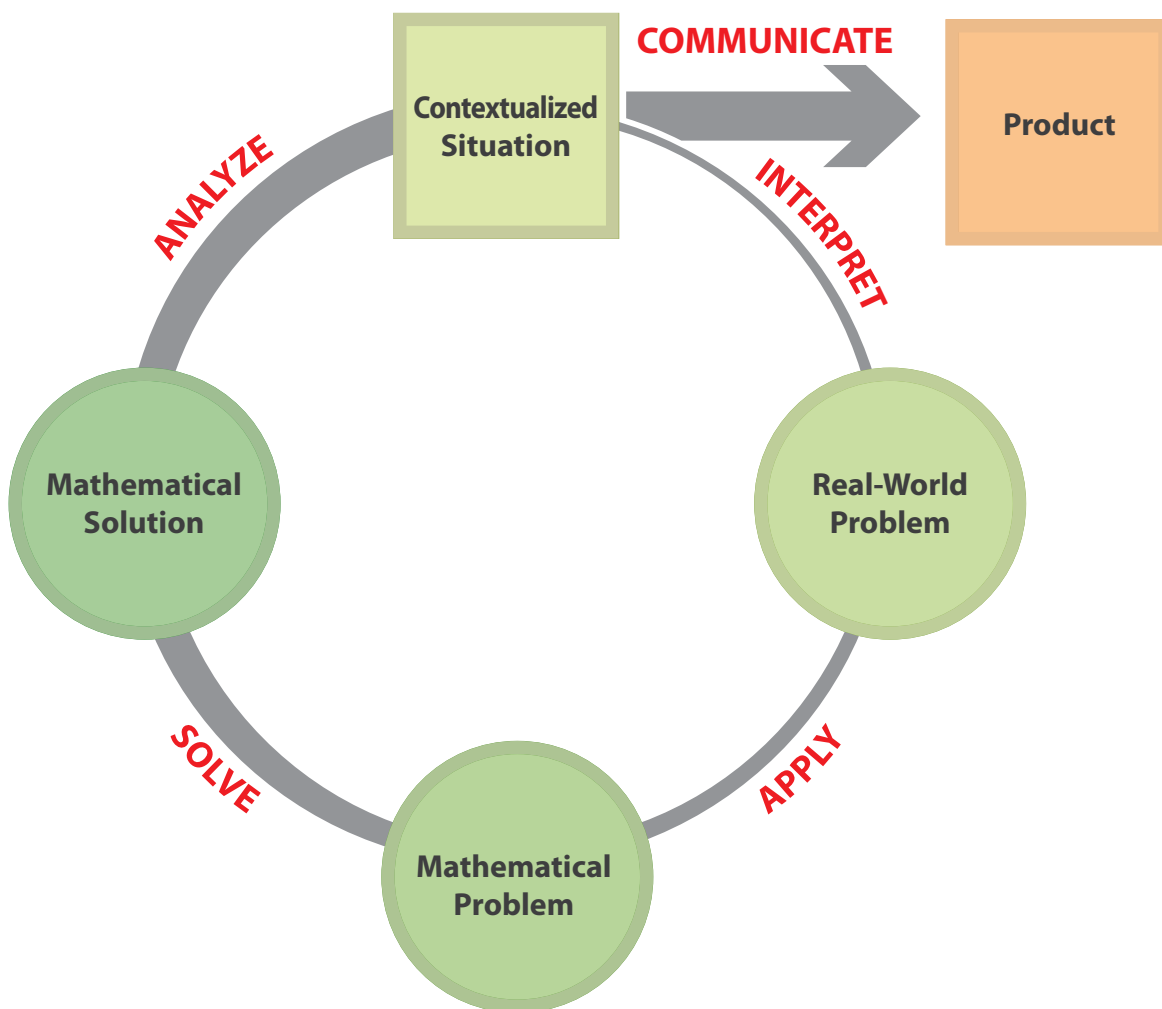 COMMUNICATE
Contextualized
Situation
Product
ANALYZE
INTERPRET
Mathematical
Solution
Real-World
Problem
SOLVE
APPLY
Mathematical
Problem